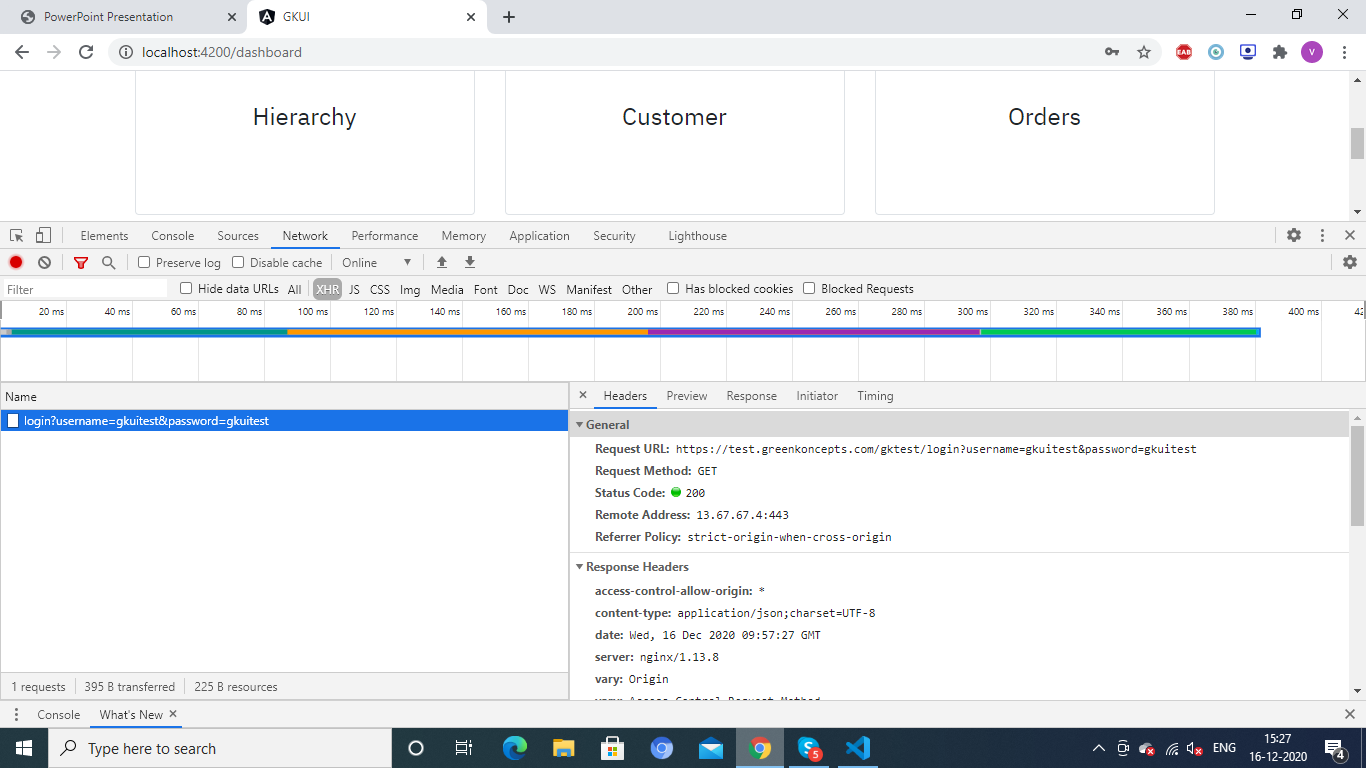 PowerPoint Presentation
GKUI
localhost:4200/dashboard
EAB
V
Hierarchy Customer Orders
Elements Console Sources Network Performance Memory Application Security Lighthouse
Preserve log Disable cache Online
Filter Hide data URLs All XHR JS CSS Img Media Font Doc WS Manifest Other Has blocked cookies Blocked Requests
20 ms 40 ms 60 ms 80 ms 100 ms 120 ms 140 ms 160 ms 180 ms 200 ms 220 ms 240 ms 260 ms 280 ms 300 ms 320 ms 340 ms 360 ms 380 ms 400 ms
Name
login?username=gkuitest&password=gkuitest
1 requests 395 B transferred 225 B resources
Headers Preview Response Initiator Timing
General
Request URL: https://test.greenkoncepts.com/gktest/login?username=gkuitest&password=gkuitest
Request Method: GET
Status Code: 200
Remote Address: 13.67.67.4:443
Referrer Policy: strict-origin-when-cross-origin
Response Headers
access-control-allow-origin: *
content-type: application/json;charset=UTF-8
date: Wed, 16 Dec 2020 09:57:27 GMT
server: nginx/1.13.8
vary: Origin
vary: Access-Control-Request-Method
Console What's New
Type here to search
5
ENG
15:27
16-12-2020
4